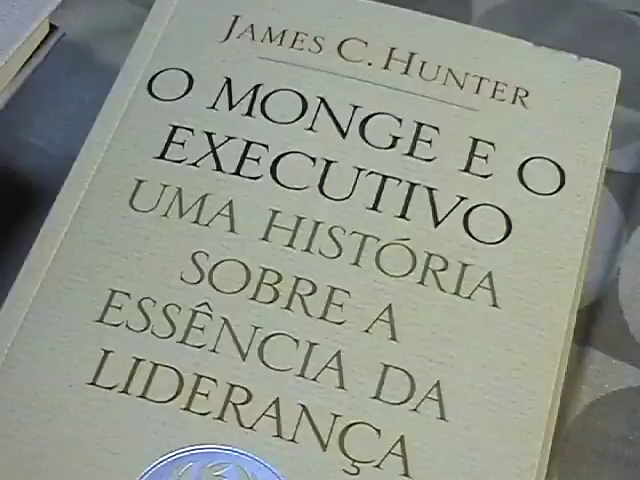 JAMES C. HUNTER
O MONGE E O
EXECUTIVO
UMA HISTÓRIA
SOBRE A
ESSÊNCIA DA
LIDERANÇA